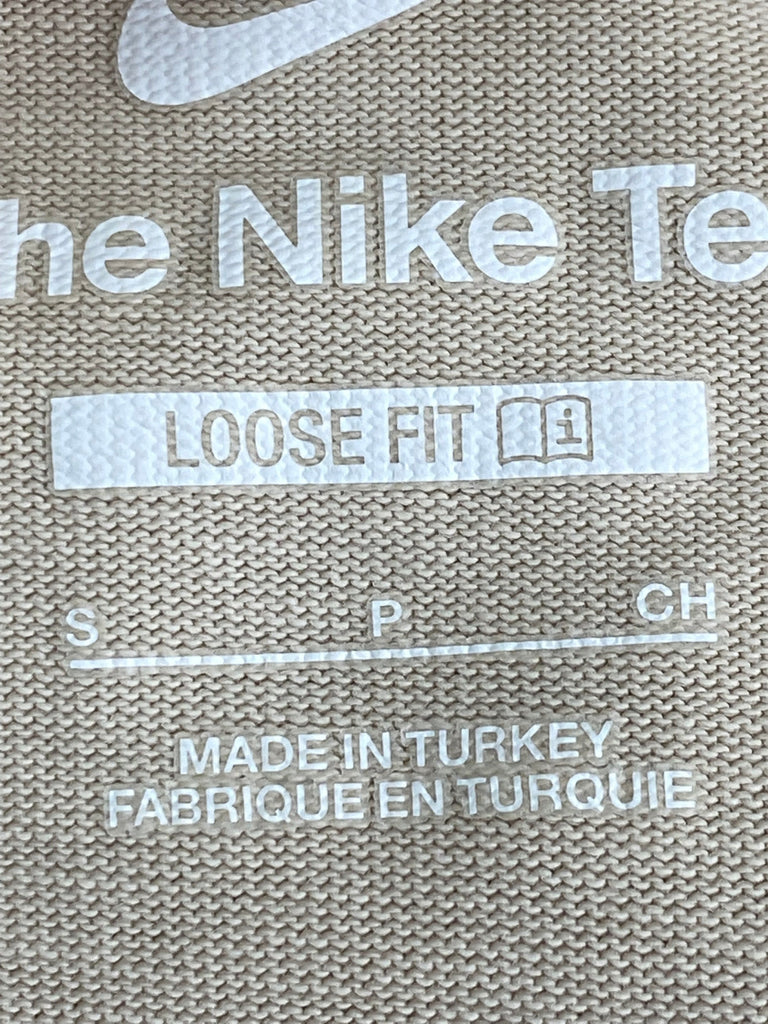 he Nike Te
LOOSE FIT i
S P CH
MADE IN TURKEY
FABRIQUE EN TURQUIE